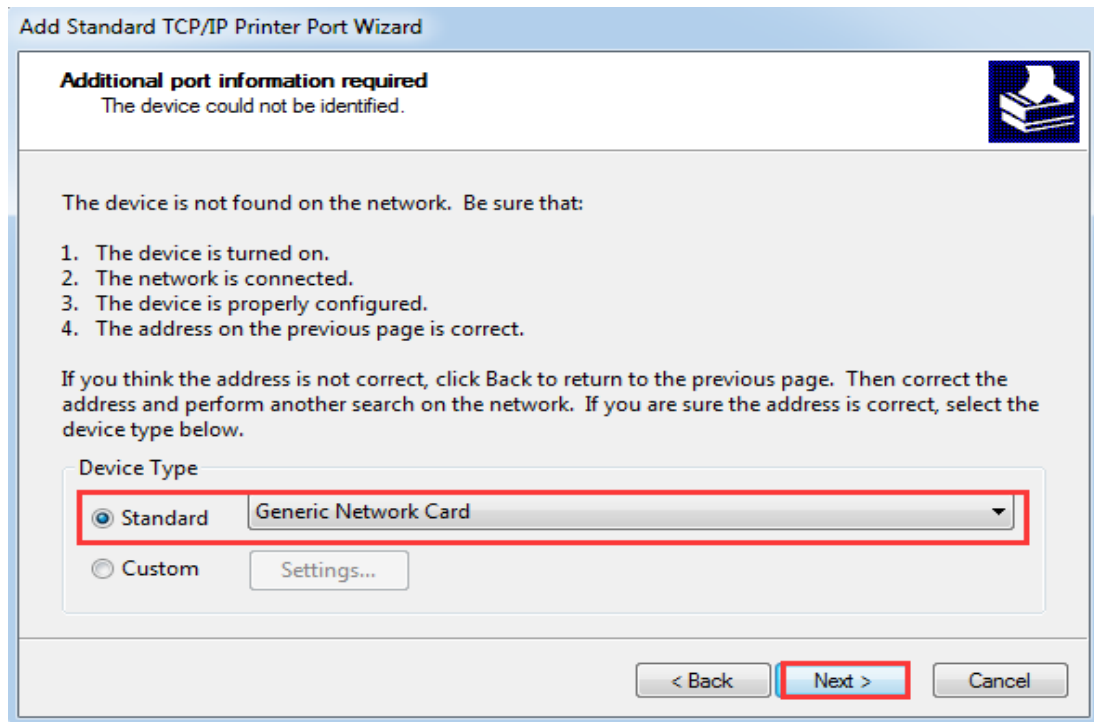 Add Standard TCP/IP Printer Port Wizard
Additional port information required
The device could not be identified.
The device is not found on the network.  Be sure that:
1.  The device is turned on.
2.  The network is connected.
3.  The device is properly configured.
4.  The address on the previous page is correct.
If you think the address is not correct, click Back to return to the previous page.  Then correct the
address and perform another search on the network.  If you are sure the address is correct, select the
device type below.
Device Type
Standard Generic Network Card
Custom Settings...
< Back Next > Cancel